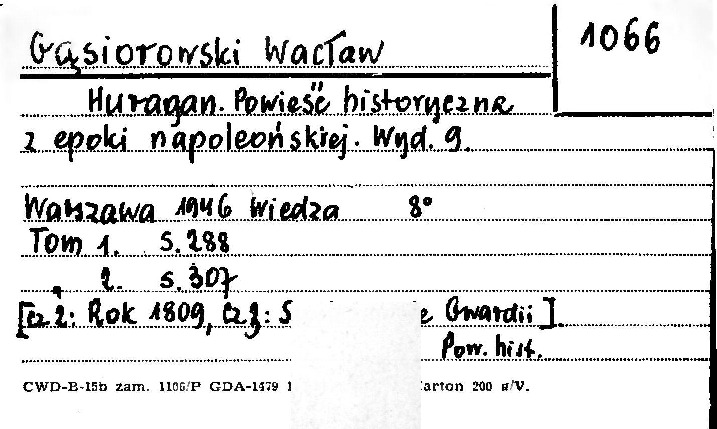 Gąsiorowski Wacław
1066
Huragan. Powieść historyczna
z epoki napoleońskiej. Wyd. 9.
Warszawa 1946 Wiedza 8°
Tom 1. S. 288
„ 2. S. 307
[cz 2: Rok 1809, cz 3: S e Gwardii].
Pow. hist.
CWD-B-15b zam. 1106/P GDA-1479 arton 200 g/V.